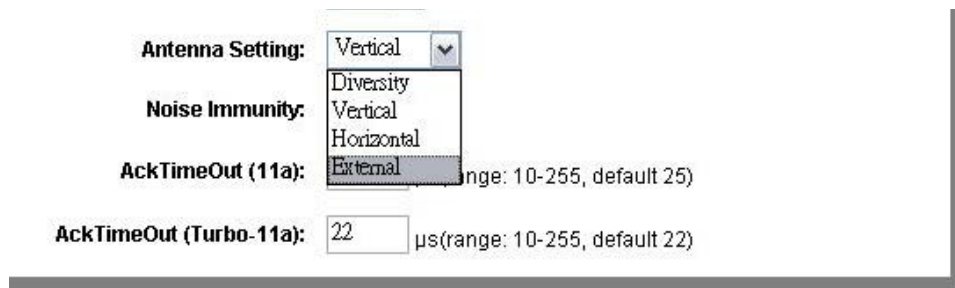 Antenna Setting: Vertical
Diversity
Noise Immunity: Vertical
Horizontal
AckTimeOut (11a): External (range: 10-255, default 25)
AckTimeOut (Turbo-11a): 22 µs(range: 10-255, default 22)